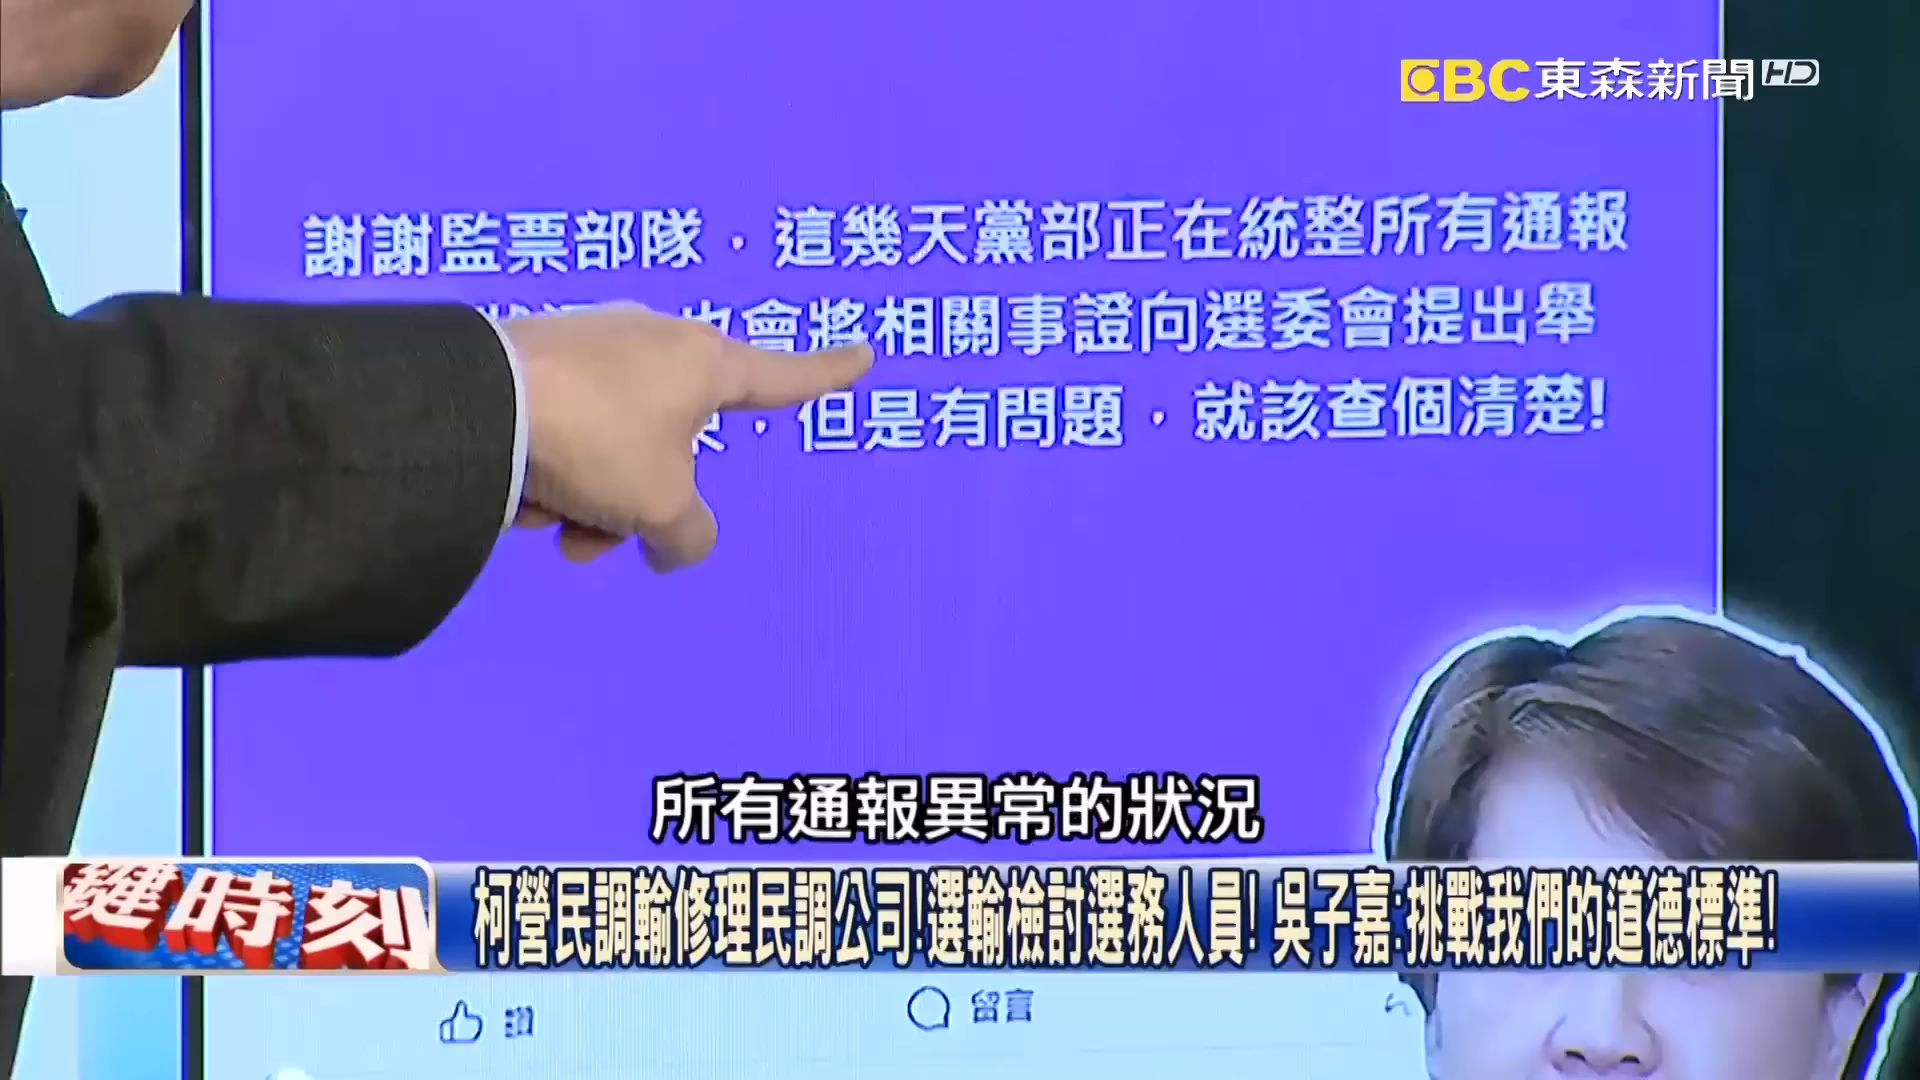 EBC東森新聞HD
謝謝監票部隊，這幾天黨部正在統整所有通報
會將相關事證向選委會提出舉
，但是有問題，就該查個清楚!
所有通報異常的狀況
鍵時刻
柯營民調輸修理民調公司!選輸檢討選務人員! 吳子嘉:挑戰我們的道德標準!
讚
留言